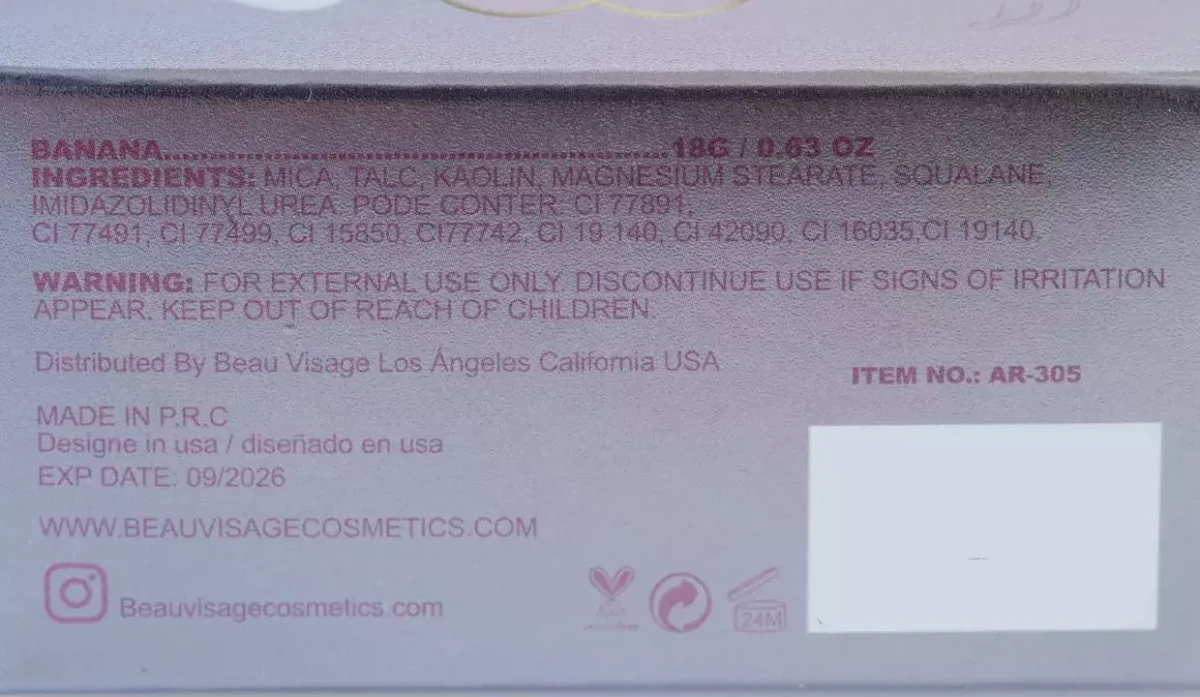 BANANA..................................................................18G / 0.63 OZ
INGREDIENTS: MICA, TALC, KAOLIN, MAGNESIUM STEARATE, SQUALANE,
IMIDAZOLIDINYL UREA. PODE CONTER. CI 77891,
CI 77491, CI 77499, CI 15850, CI77742, CI 19 140, CI 42090, CI 16035,CI 19140.
WARNING: FOR EXTERNAL USE ONLY. DISCONTINUE USE IF SIGNS OF IRRITATION
APPEAR. KEEP OUT OF REACH OF CHILDREN.
Distributed By Beau Visage Los Ángeles California USA
ITEM NO.: AR-305
MADE IN P.R.C
Designe in usa / diseñado en usa
EXP DATE: 09/2026
WWW.BEAUVISAGECOSMETICS.COM
Beauvisagecosmetics.com
24M